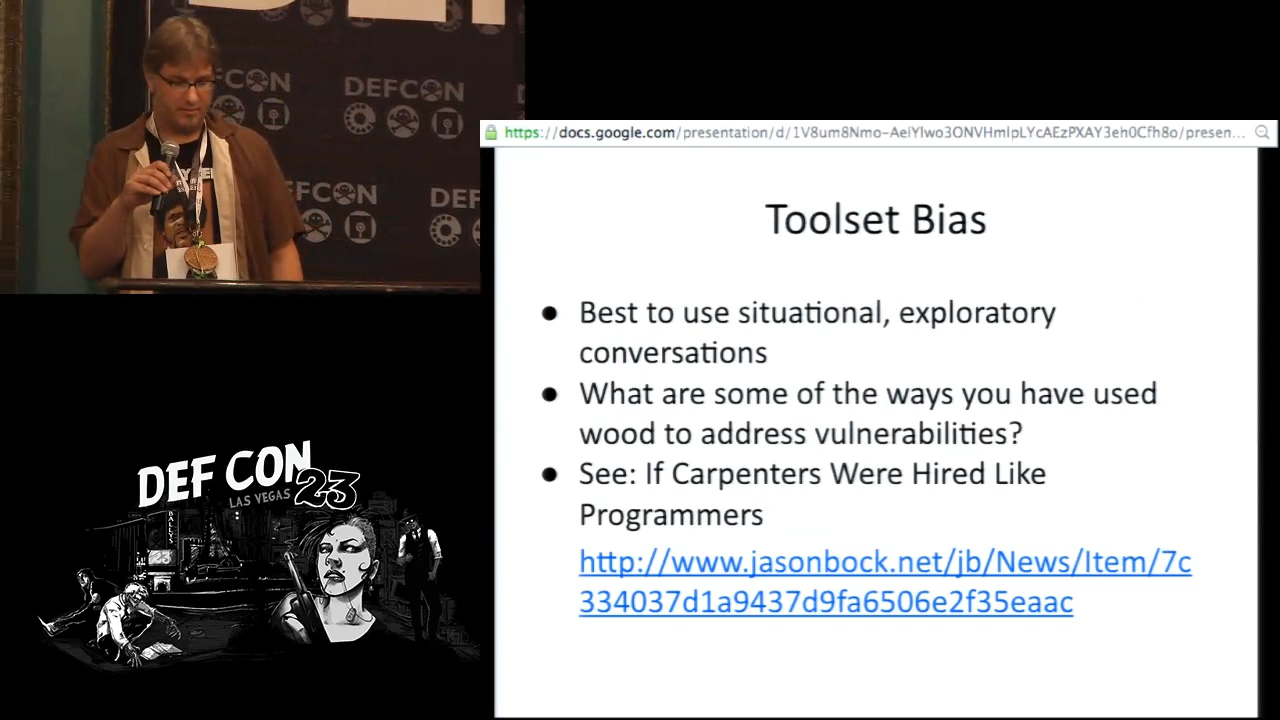 DEFCON
DEFCON
DEFCON
https://docs.google.com/presentation/d/1V8um8Nmo-AeIYlwo3ONVHmIpLYcAEzPXAY3eh0Cfh8o/presen...
Toolset Bias
● Best to use situational, exploratory
conversations
● What are some of the ways you have used
wood to address vulnerabilities?
● See: If Carpenters Were Hired Like
Programmers
http://www.jasonbock.net/jb/News/Item/7c
334037d1a9437d9fa6506e2f35eaac
DEF CON 23
LAS VEGAS
BALLYS